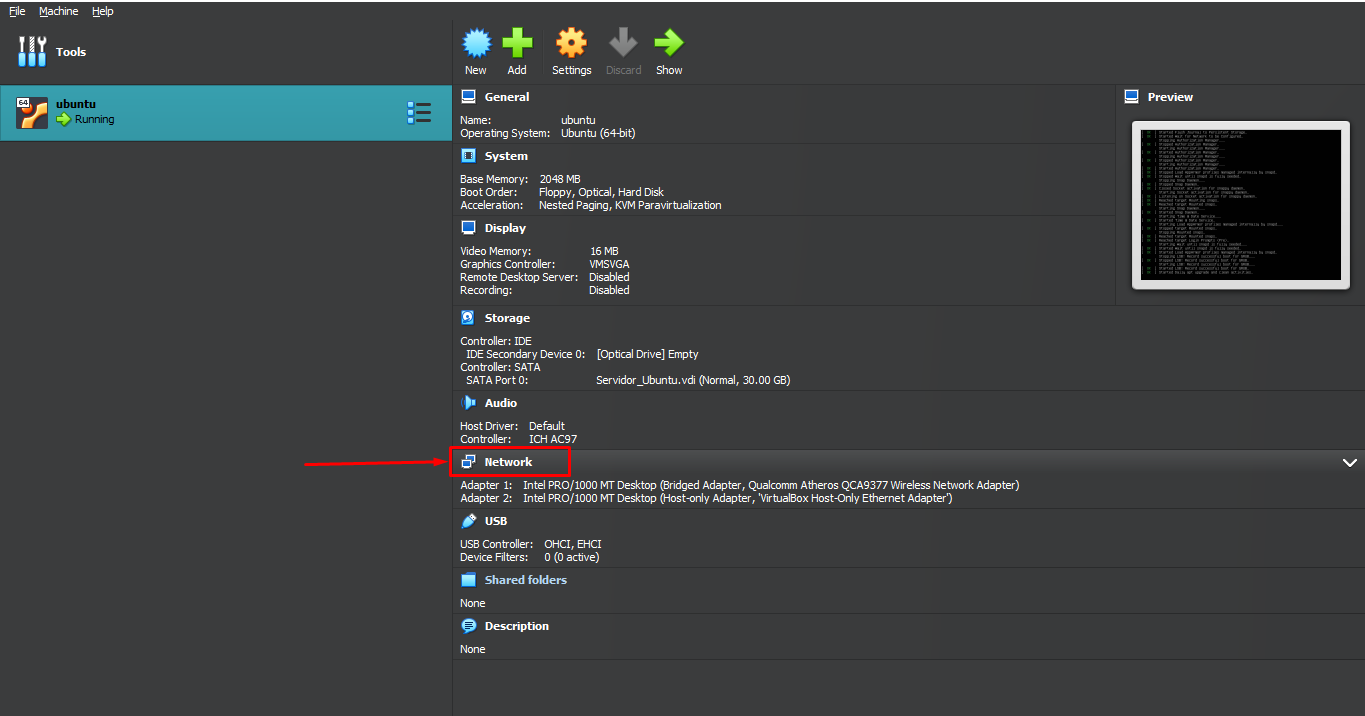 File Machine Help
Tools
New Add Settings Discard Show
64
ubuntu
Running
General
Name: ubuntu
Operating System: Ubuntu (64-bit)
Preview
System
Base Memory: 2048 MB
Boot Order: Floppy, Optical, Hard Disk
Acceleration: Nested Paging, KVM Paravirtualization
Display
Video Memory: 16 MB
Graphics Controller: VMSVGA
Remote Desktop Server: Disabled
Recording: Disabled
Storage
Controller: IDE
IDE Secondary Device 0: [Optical Drive] Empty
Controller: SATA
SATA Port 0: Servidor_Ubuntu.vdi (Normal, 30.00 GB)
Audio
Host Driver: Default
Controller: ICH AC97
Network
Adapter 1: Intel PRO/1000 MT Desktop (Bridged Adapter, Qualcomm Atheros QCA9377 Wireless Network Adapter)
Adapter 2: Intel PRO/1000 MT Desktop (Host-only Adapter, 'VirtualBox Host-Only Ethernet Adapter')
USB
USB Controller: OHCI, EHCI
Device Filters: 0 (0 active)
Shared folders
None
Description
None